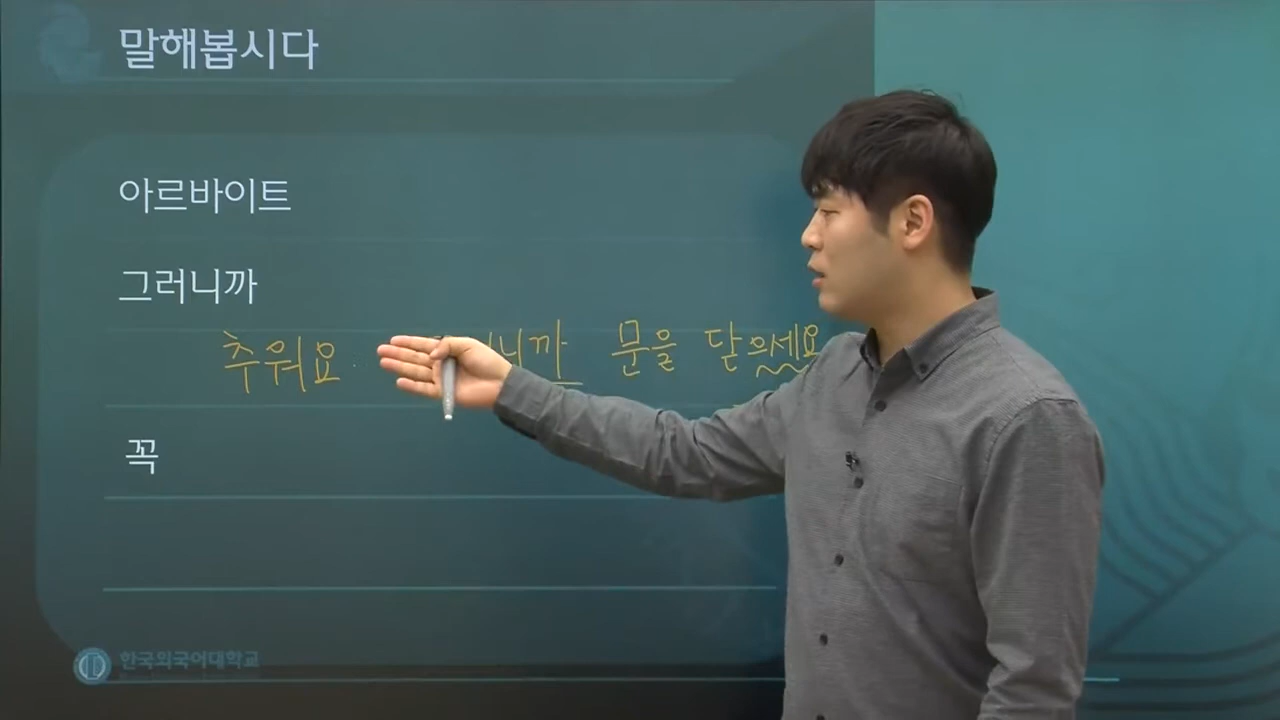 말해봅시다
아르바이트
그러니까
추워요. 니까 문을 닫으세요
꼭
한국외국어대학교